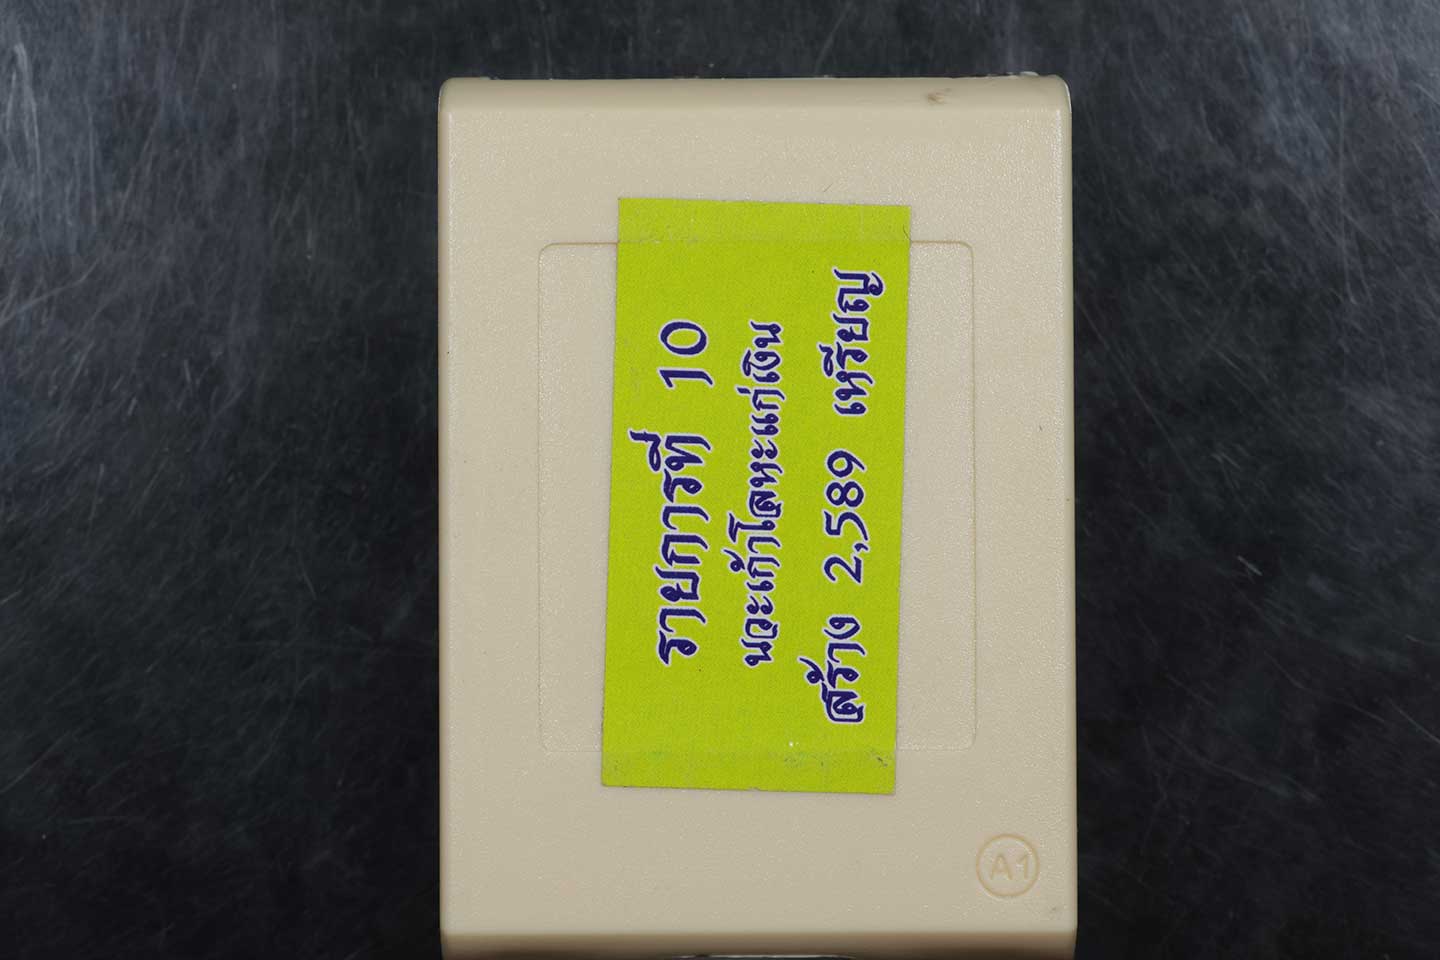 รายการที่ 10
นวะเก้าโลหะแก่เงิน
สร้าง 2,589 เหรียญ
A1